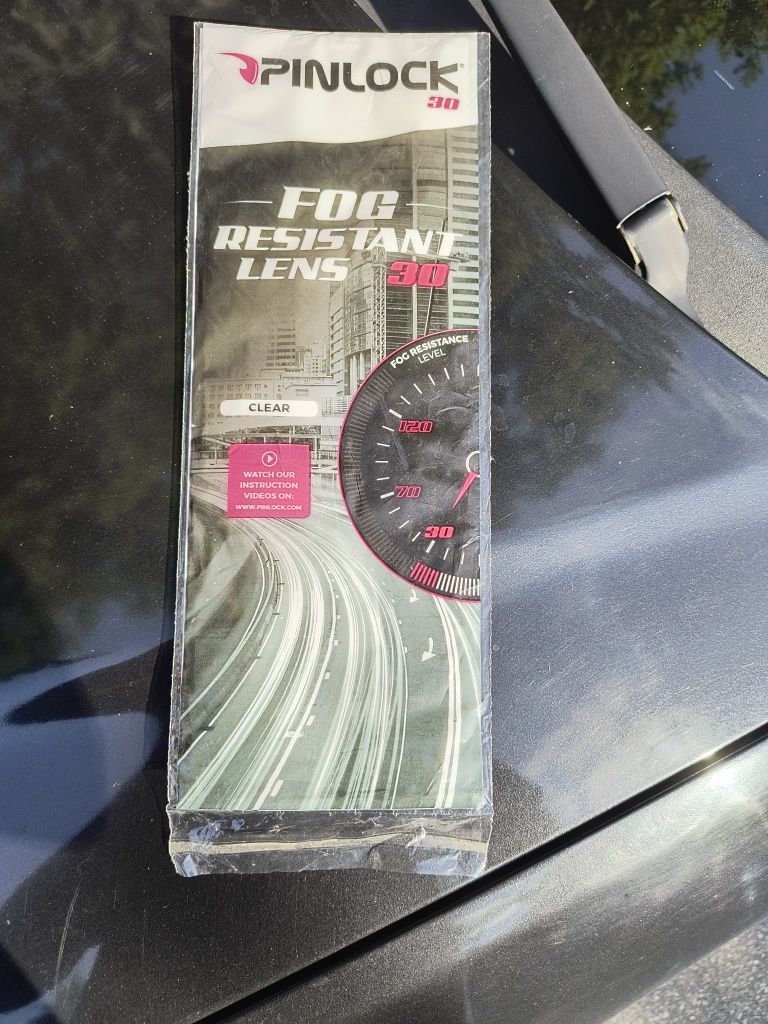 PINLOCK®
30
FOG
RESISTANT
LENS 30
FOG RESISTANCE
LEVEL
CLEAR
120
WATCH OUR
INSTRUCTION
VIDEOS ON:
WWW.PINLOCK.COM
70
30